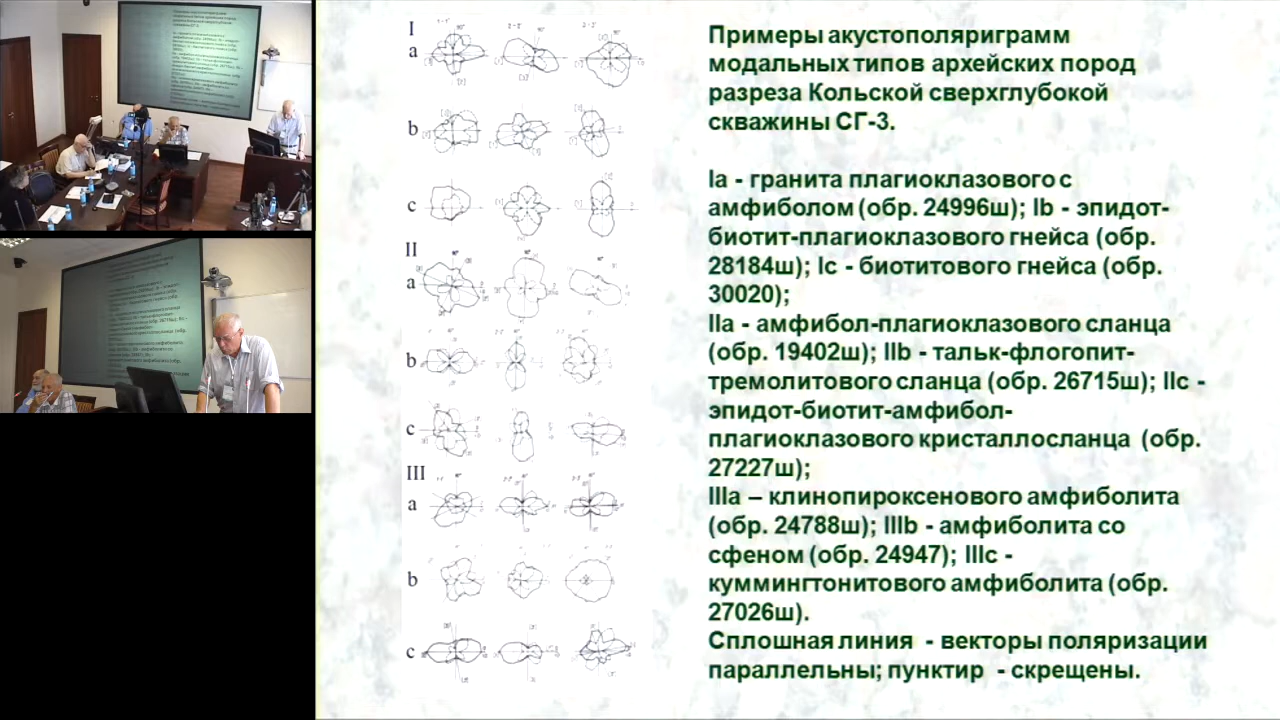 I
a
b
c
II
a
b
c
III
a
b
c
Примеры акустополяриграмм
модальных типов архейских пород
разреза Кольской сверхглубокой
скважины СГ-3.
Ia - гранита плагиоклазового с
амфиболом (обр. 24996ш); Ib - эпидот-
биотит-плагиоклазового гнейса (обр.
28184ш); Ic - биотитового гнейса (обр.
30020);
IIa - амфибол-плагиоклазового сланца
(обр. 19402ш); IIb - тальк-флогопит-
тремолитового сланца (обр. 26715ш); IIc -
эпидот-биотит-амфибол-
плагиоклазового кристаллосланца (обр.
27227ш);
IIIa – клинопироксенового амфиболита
(обр. 24788ш); IIIb - амфиболита со
сфеном (обр. 24947); IIIc -
куммингтонитового амфиболита (обр.
27026ш).
Сплошная линия - векторы поляризации
параллельны; пунктир - скрещены.